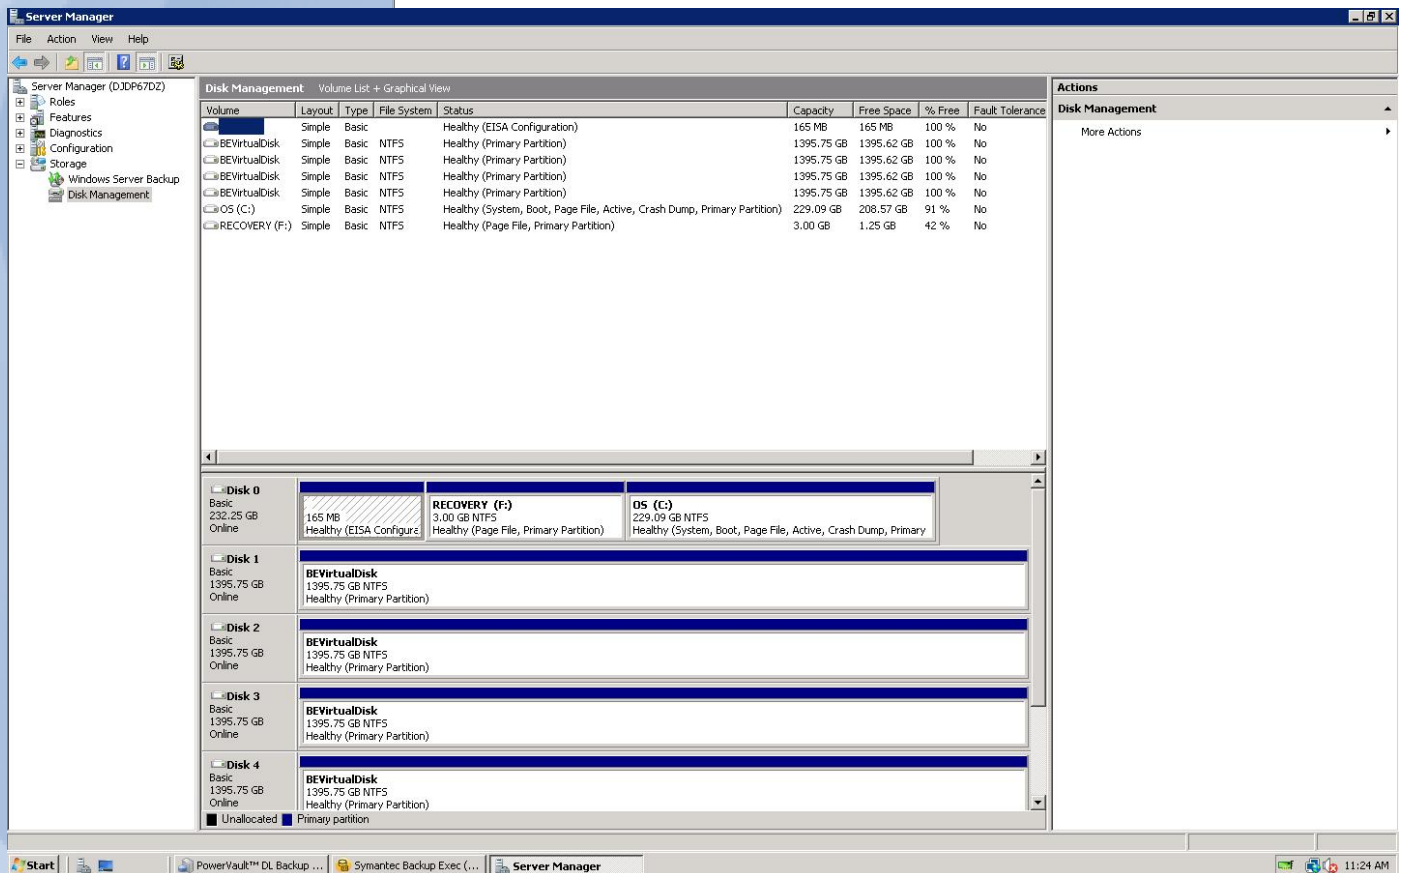 Server Manager
File Action View Help
Server Manager (DJDP67DZ)
Roles
Features
Diagnostics
Configuration
Storage
Windows Server Backup
Disk Management
Disk Management Volume List + Graphical View
Volume Layout Type File System Status Capacity Free Space % Free Fault Tolerance
Simple Basic Healthy (EISA Configuration) 165 MB 165 MB 100 % No
BEVirtualDisk Simple Basic NTFS Healthy (Primary Partition) 1395.75 GB 1395.62 GB 100 % No
BEVirtualDisk Simple Basic NTFS Healthy (Primary Partition) 1395.75 GB 1395.62 GB 100 % No
BEVirtualDisk Simple Basic NTFS Healthy (Primary Partition) 1395.75 GB 1395.62 GB 100 % No
BEVirtualDisk Simple Basic NTFS Healthy (Primary Partition) 1395.75 GB 1395.62 GB 100 % No
OS (C:) Simple Basic NTFS Healthy (System, Boot, Page File, Active, Crash Dump, Primary Partition) 229.09 GB 208.57 GB 91 % No
RECOVERY (F:) Simple Basic NTFS Healthy (Page File, Primary Partition) 3.00 GB 1.25 GB 42 % No
Disk 0
Basic
232.25 GB
Online
165 MB
Healthy (EISA Configura
RECOVERY (F:)
3.00 GB NTFS
Healthy (Page File, Primary Partition)
OS (C:)
229.09 GB NTFS
Healthy (System, Boot, Page File, Active, Crash Dump, Primary
Disk 1
Basic
1395.75 GB
Online
BEVirtualDisk
1395.75 GB NTFS
Healthy (Primary Partition)
Disk 2
Basic
1395.75 GB
Online
BEVirtualDisk
1395.75 GB NTFS
Healthy (Primary Partition)
Disk 3
Basic
1395.75 GB
Online
BEVirtualDisk
1395.75 GB NTFS
Healthy (Primary Partition)
Disk 4
Basic
1395.75 GB
Online
BEVirtualDisk
1395.75 GB NTFS
Healthy (Primary Partition)
Unallocated Primary partition
Actions
Disk Management
More Actions
Start PowerVault™ DL Backup ... Symantec Backup Exec (... Server Manager 11:24 AM